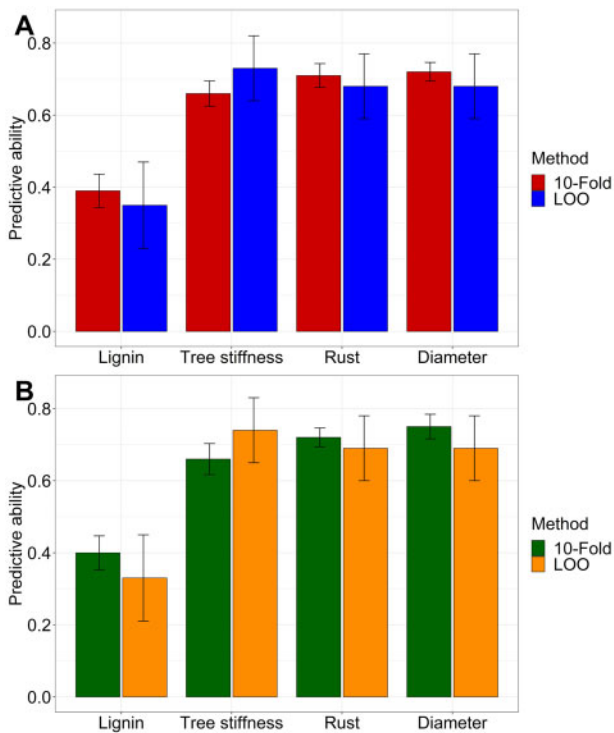 A
Predictive ability
0.8
0.6
0.4
0.2
0.0
Lignin Tree stiffness Rust Diameter
Method
10-Fold
LOO
B
Predictive ability
0.8
0.6
0.4
0.2
0.0
Lignin Tree stiffness Rust Diameter
Method
10-Fold
LOO